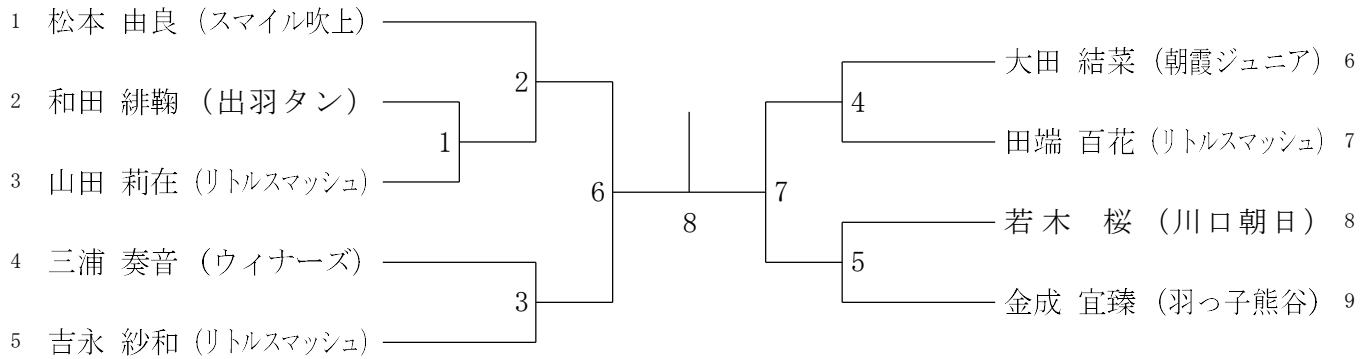 1 松本 由良 (スマイル吹上)
2 和田 緋鞠 (出羽タン)
3 山田 莉在 (リトルスマッシュ)
4 三浦 奏音 (ウィナーズ)
5 吉永 紗和 (リトルスマッシュ)
2
1
3
6
8
7
4
5
大田 結菜 (朝霞ジュニア) 6
田端 百花 (リトルスマッシュ) 7
若木 桜 (川口朝日) 8
金成 宜瑧 (羽っ子熊谷) 9